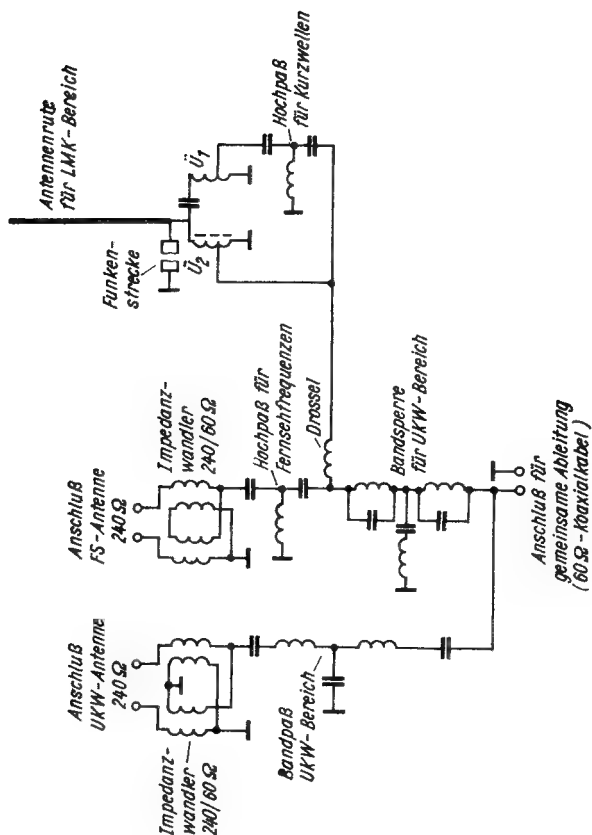 Anschluß
UKW-Antenne
240 Ω
Impedanz-
wandler
240/60 Ω
Bandpaß
UKW-Bereich
Anschluß
FS-Antenne
240 Ω
Impedanz-
wandler
240/60 Ω
Hochpaß für
Fernsehfrequenzen
Drossel
Bandsperre
für UKW-Bereich
Anschluß für
gemeinsame Ableitung
(60 Ω-Koaxialkabel)
Antennenrute
für LMK-Bereich
Funken-
strecke
Ü2
Ü1
Hochpaß
für Kurzwellen